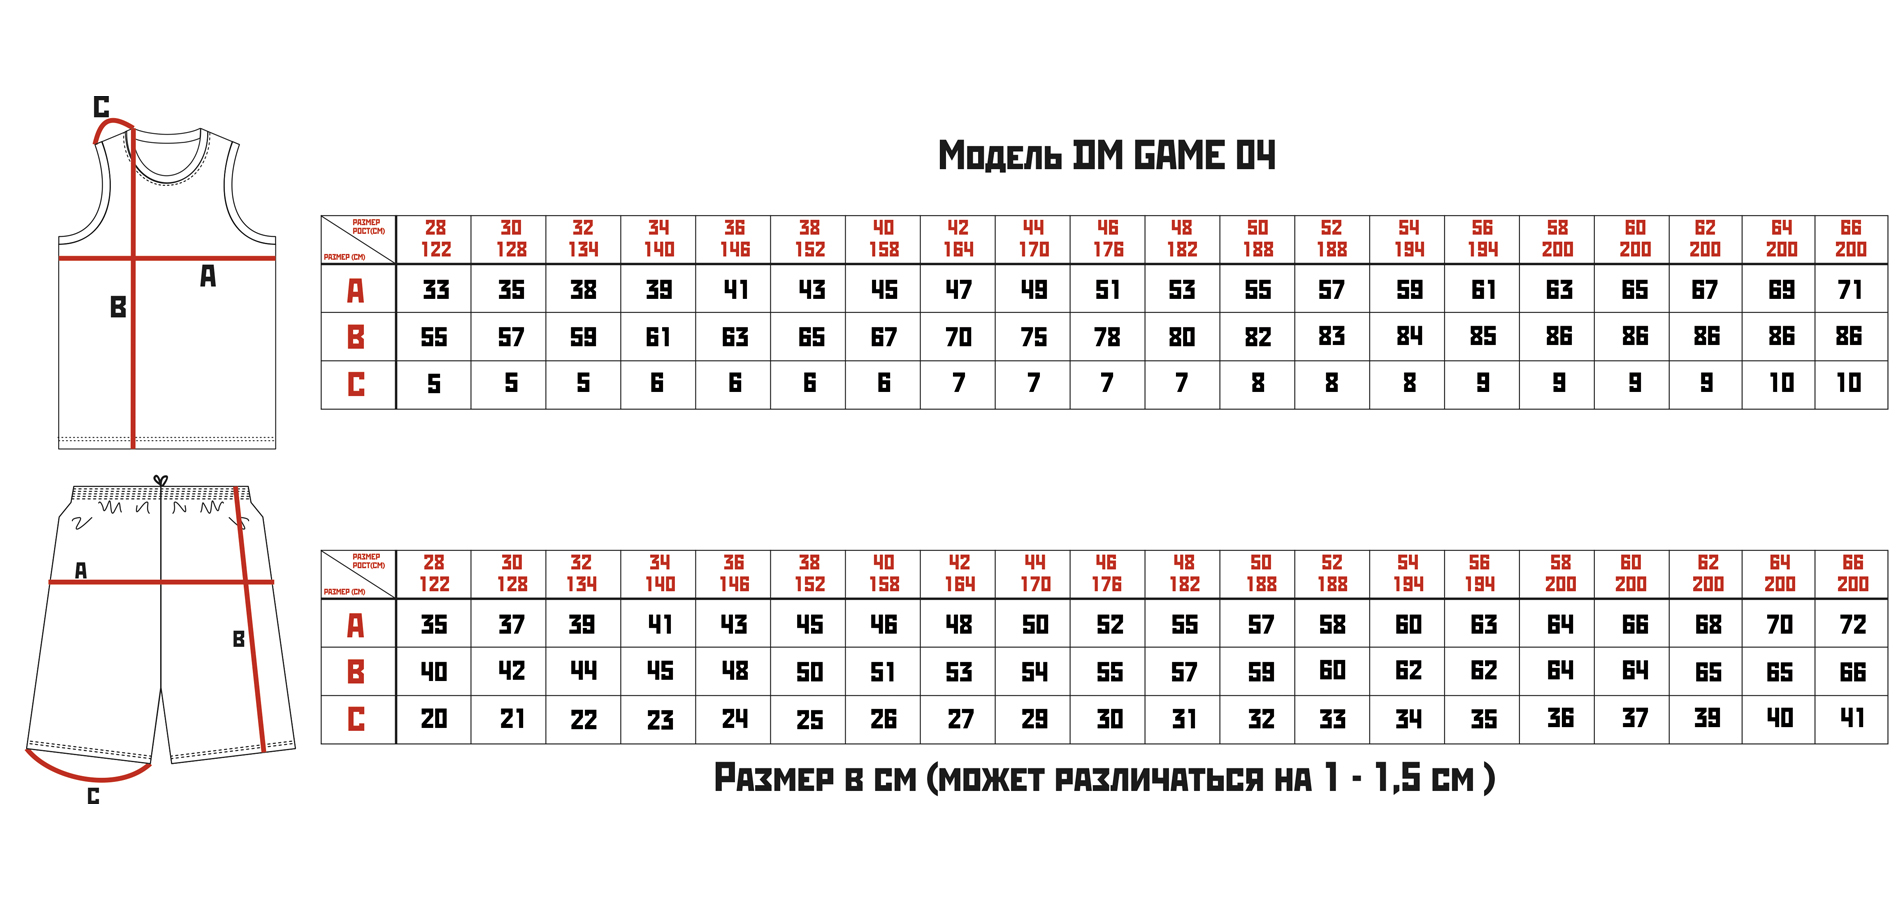 C
A
B
Модель DM GAME 04
РАЗМЕР
РОСТ(СМ)
РАЗМЕР (СМ)
28 30 32 34 36 38 40 42 44 46 48 50 52 54 56 58 60 62 64 66
122 128 134 140 146 152 158 164 170 176 182 188 188 194 194 200 200 200 200 200
A 33 35 38 39 41 43 45 47 49 51 53 55 57 59 61 63 65 67 69 71
B 55 57 59 61 63 65 67 70 75 78 80 82 83 84 85 86 86 86 86 86
C 5 5 5 6 6 6 6 7 7 7 7 8 8 8 9 9 9 9 10 10
A
B
C
РАЗМЕР
РОСТ(СМ)
РАЗМЕР (СМ)
28 30 32 34 36 38 40 42 44 46 48 50 52 54 56 58 60 62 64 66
122 128 134 140 146 152 158 164 170 176 182 188 188 194 194 200 200 200 200 200
A 35 37 39 41 43 45 46 48 50 52 55 57 58 60 63 64 66 68 70 72
B 40 42 44 45 48 50 51 53 54 55 57 59 60 62 62 64 64 65 65 66
C 20 21 22 23 24 25 26 27 29 30 31 32 33 34 35 36 37 39 40 41
Размер в см (может различаться на 1 - 1,5 см )